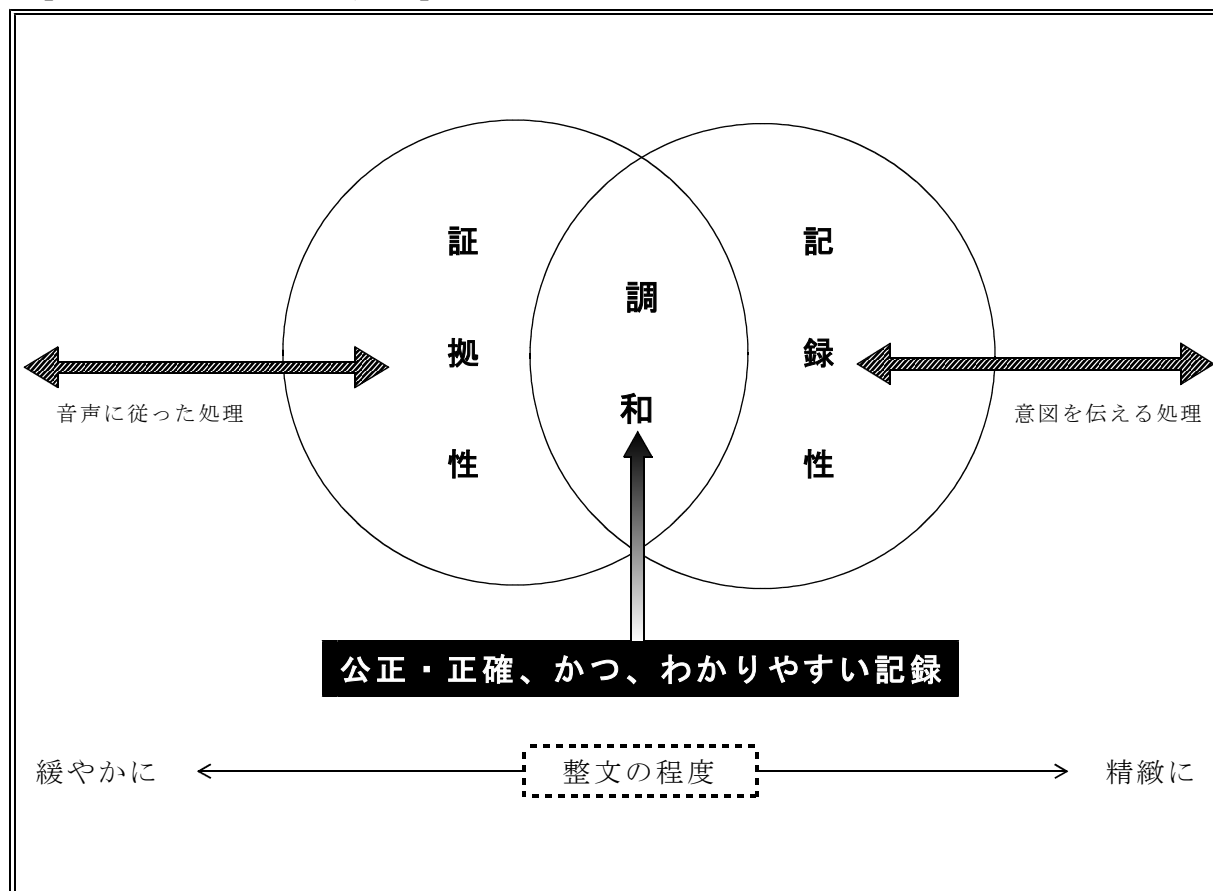 証拠性
調和
記録性
音声に従った処理
意図を伝える処理
公正・正確、かつ、わかりやすい記録
緩やかに
整文の程度
精緻に